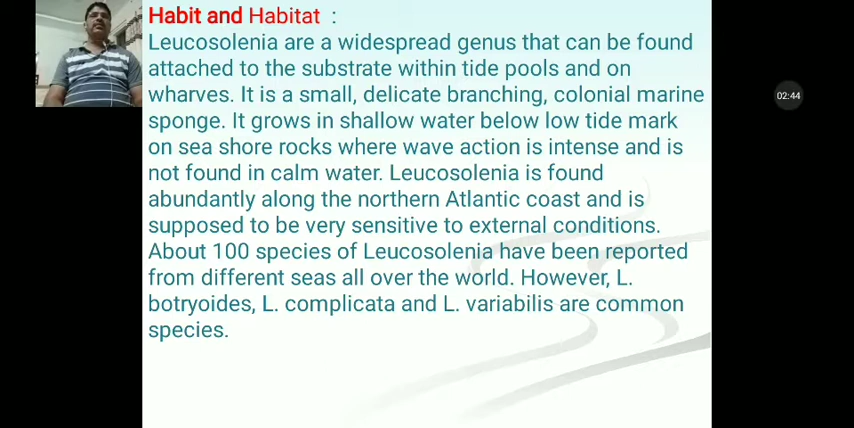 Habit and Habitat :
Leucosolenia are a widespread genus that can be found
attached to the substrate within tide pools and on
wharves. It is a small, delicate branching, colonial marine
sponge. It grows in shallow water below low tide mark
on sea shore rocks where wave action is intense and is
not found in calm water. Leucosolenia is found
abundantly along the northern Atlantic coast and is
supposed to be very sensitive to external conditions.
About 100 species of Leucosolenia have been reported
from different seas all over the world. However, L.
botryoides, L. complicata and L. variabilis are common
species.
02:44